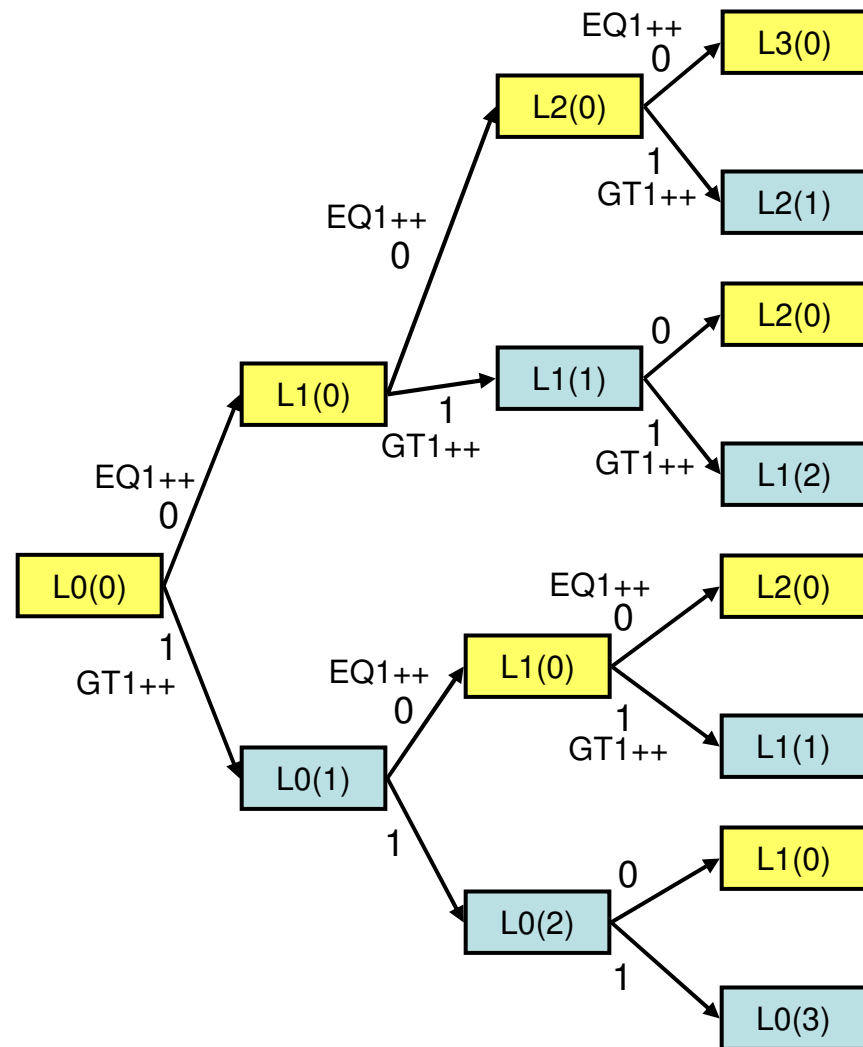 EQ1++
0
L3(0)
L2(0)
1
GT1++
L2(1)
EQ1++
0
0
L2(0)
L1(1)
L1(0)
1
GT1++
1
GT1++
L1(2)
EQ1++
0
L0(0)
EQ1++
0
L2(0)
1
GT1++
EQ1++
0
L1(0)
1
GT1++
L1(1)
L0(1)
1
0
L1(0)
L0(2)
1
L0(3)